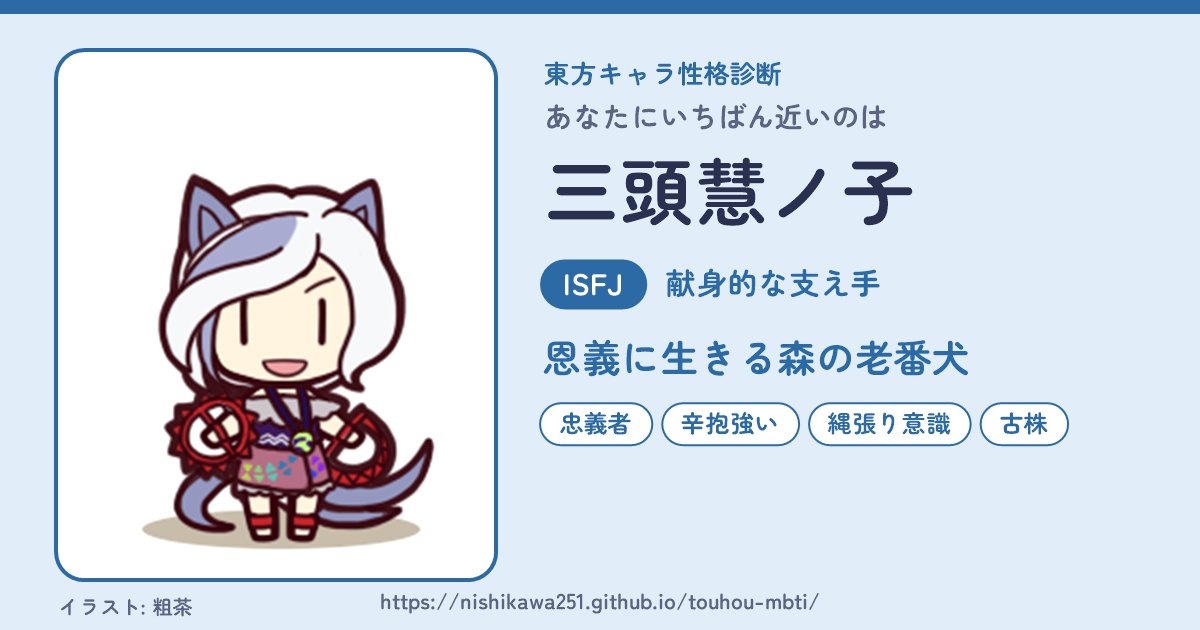 東方キャラ性格診断
あなたにいちばん近いのは
三頭慧ノ子
ISFJ 献身的な支え手
恩義に生きる森の老番犬
忠義者 辛抱強い 縄張り意識 古株
イラスト: 粗茶
https://nishikawa251.github.io/touhou-mbti/